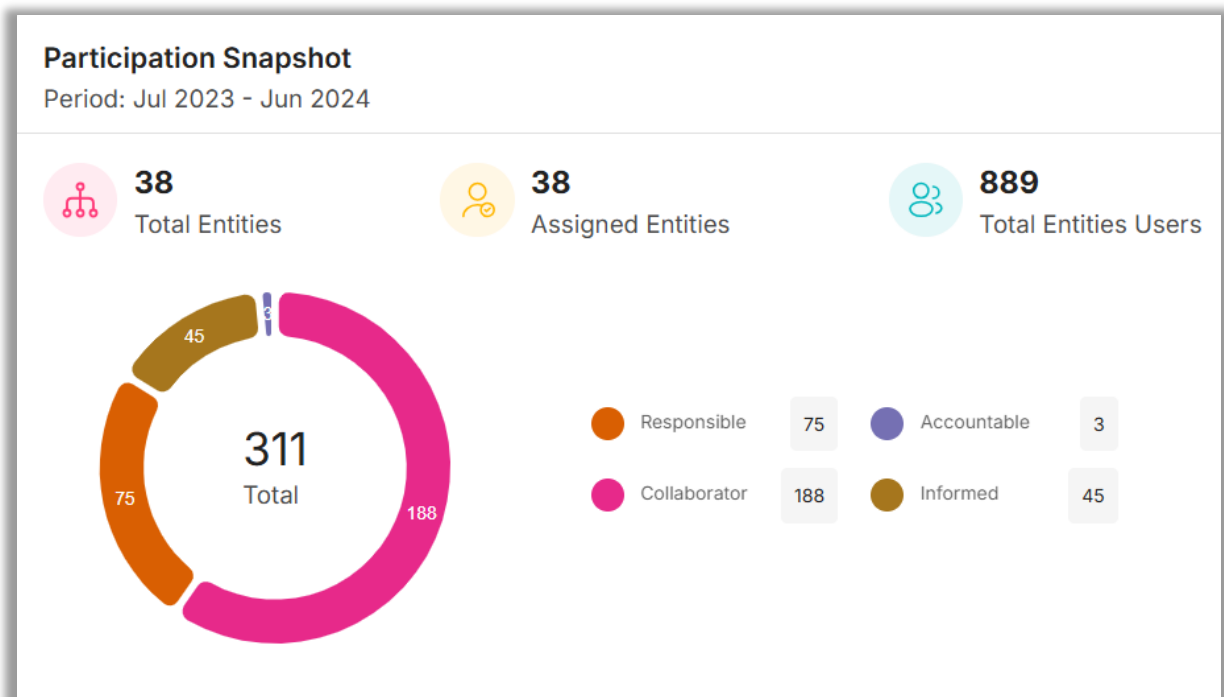 Participation Snapshot
Period: Jul 2023 - Jun 2024
38
Total Entities
38
Assigned Entities
889
Total Entities Users
45
3
75
188
311
Total
Responsible 75
Accountable 3
Collaborator 188
Informed 45